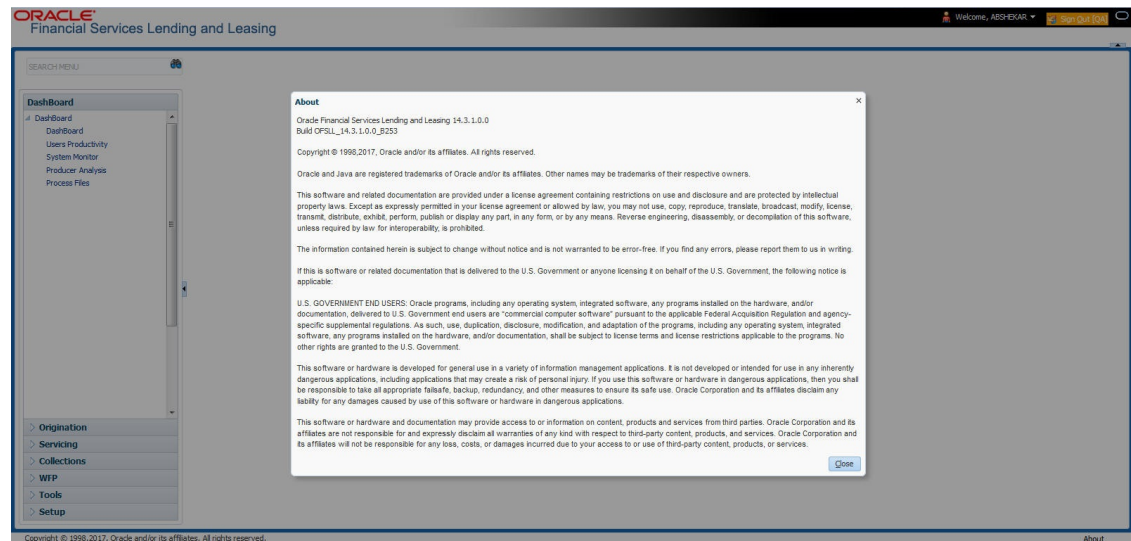 ORACLE®
Financial Services Lending and Leasing
Welcome, ABSHEKAR
Sign Out [QA]
SEARCH MENU
DashBoard
DashBoard
DashBoard
Users Productivity
System Monitor
Producer Analysis
Process Files
Origination
Servicing
Collections
WFP
Tools
Setup
About
Oracle Financial Services Lending and Leasing 14.3.1.0.0
Build OFSLL_14.3.1.0.0_B253
Copyright © 1998,2017, Oracle and/or its affiliates. All rights reserved.
Oracle and Java are registered trademarks of Oracle and/or its affiliates. Other names may be trademarks of their respective owners.
This software and related documentation are provided under a license agreement containing restrictions on use and disclosure and are protected by intellectual
property laws. Except as expressly permitted in your license agreement or allowed by law, you may not use, copy, reproduce, translate, broadcast, modify, license,
transmit, distribute, exhibit, perform, publish or display any part, in any form, or by any means. Reverse engineering, disassembly, or decompilation of this software,
unless required by law for interoperability, is prohibited.
The information contained herein is subject to change without notice and is not warranted to be error-free. If you find any errors, please report them to us in writing.
If this is software or related documentation that is delivered to the U.S. Government or anyone licensing it on behalf of the U.S. Government, the following notice is
applicable:
U.S. GOVERNMENT END USERS: Oracle programs, including any operating system, integrated software, any programs installed on the hardware, and/or
documentation, delivered to U.S. Government end users are "commercial computer software" pursuant to the applicable Federal Acquisition Regulation and agency-
specific supplemental regulations. As such, use, duplication, disclosure, modification, and adaptation of the programs, including any operating system, integrated
software, any programs installed on the hardware, and/or documentation, shall be subject to license terms and license restrictions applicable to the programs. No
other rights are granted to the U.S. Government.
This software or hardware is developed for general use in a variety of information management applications. It is not developed or intended for use in any inherently
dangerous applications, including applications that may create a risk of personal injury. If you use this software or hardware in dangerous applications, then you shall
be responsible to take all appropriate failsafe, backup, redundancy, and other measures to ensure its safe use. Oracle Corporation and its affiliates disclaim any
liability for any damages caused by use of this software or hardware in dangerous applications.
This software or hardware and documentation may provide access to or information on content, products and services from third parties. Oracle Corporation and its
affiliates are not responsible for and expressly disclaim all warranties of any kind with respect to third-party content, products, and services. Oracle Corporation and
its affiliates will not be responsible for any loss, costs, or damages incurred due to your access to or use of third-party content, products, or services.
Close
Copyright © 1998,2017, Oracle and/or its affiliates. All rights reserved.
About